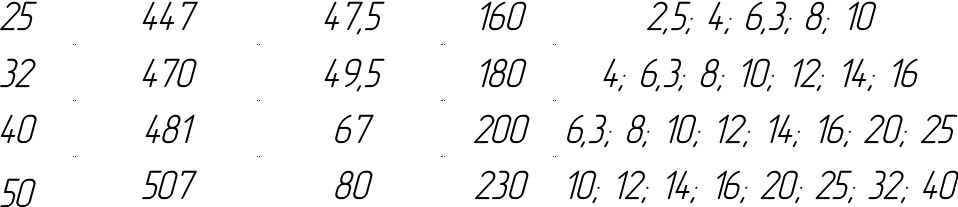 25 447 47,5 160 2,5; 4; 6,3; 8; 10
32 470 49,5 180 4; 6,3; 8; 10; 12; 14; 16
40 481 67 200 6,3; 8; 10; 12; 14; 16; 20; 25
50 507 80 230 10; 12; 14; 16; 20; 25; 32; 40